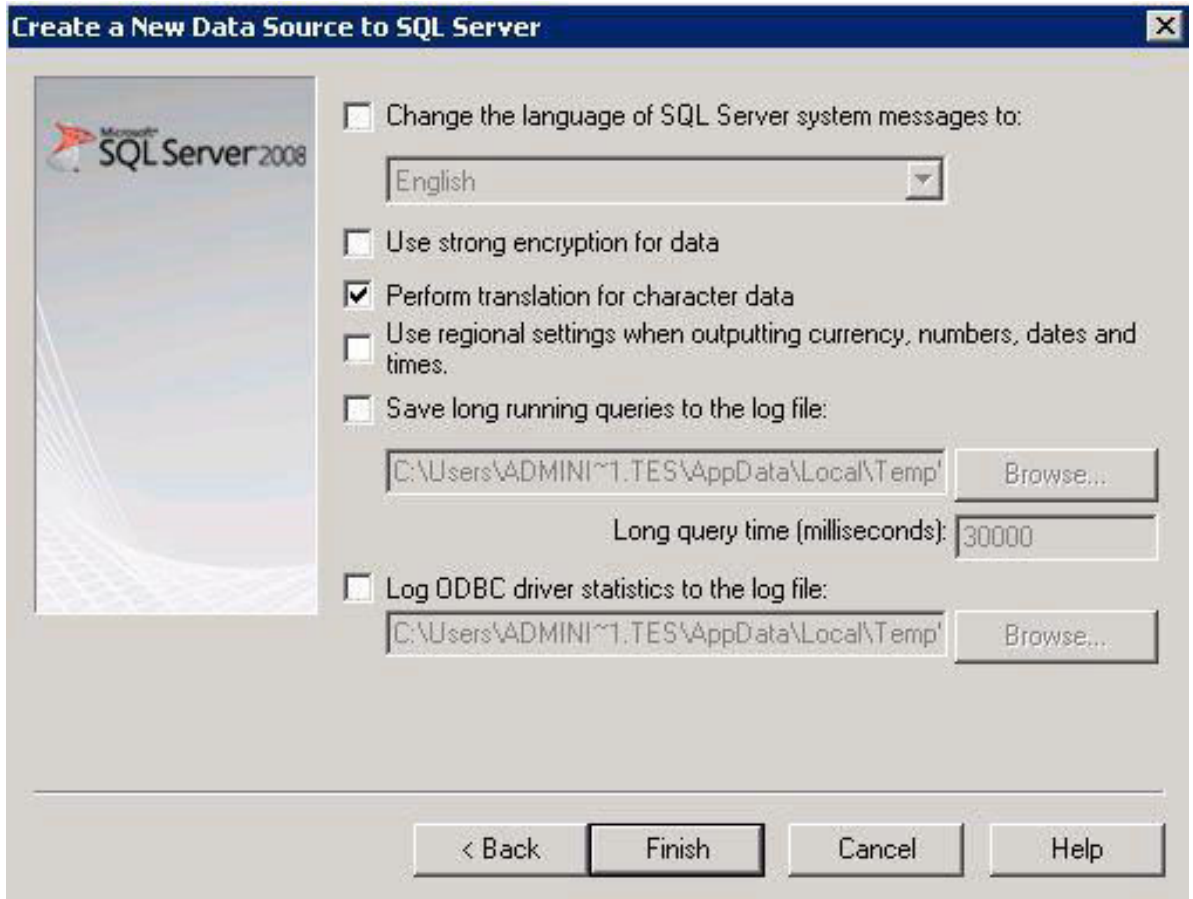 Create a New Data Source to SQL Server
Microsoft®
SQL Server 2008
Change the language of SQL Server system messages to:
English
Use strong encryption for data
Perform translation for character data
Use regional settings when outputting currency, numbers, dates and
times.
Save long running queries to the log file:
C:\Users\ADMINI~1.TES\AppData\Local\Temp\
Browse...
Long query time (milliseconds):
30000
Log ODBC driver statistics to the log file:
C:\Users\ADMINI~1.TES\AppData\Local\Temp\
Browse...
< Back
Finish
Cancel
Help